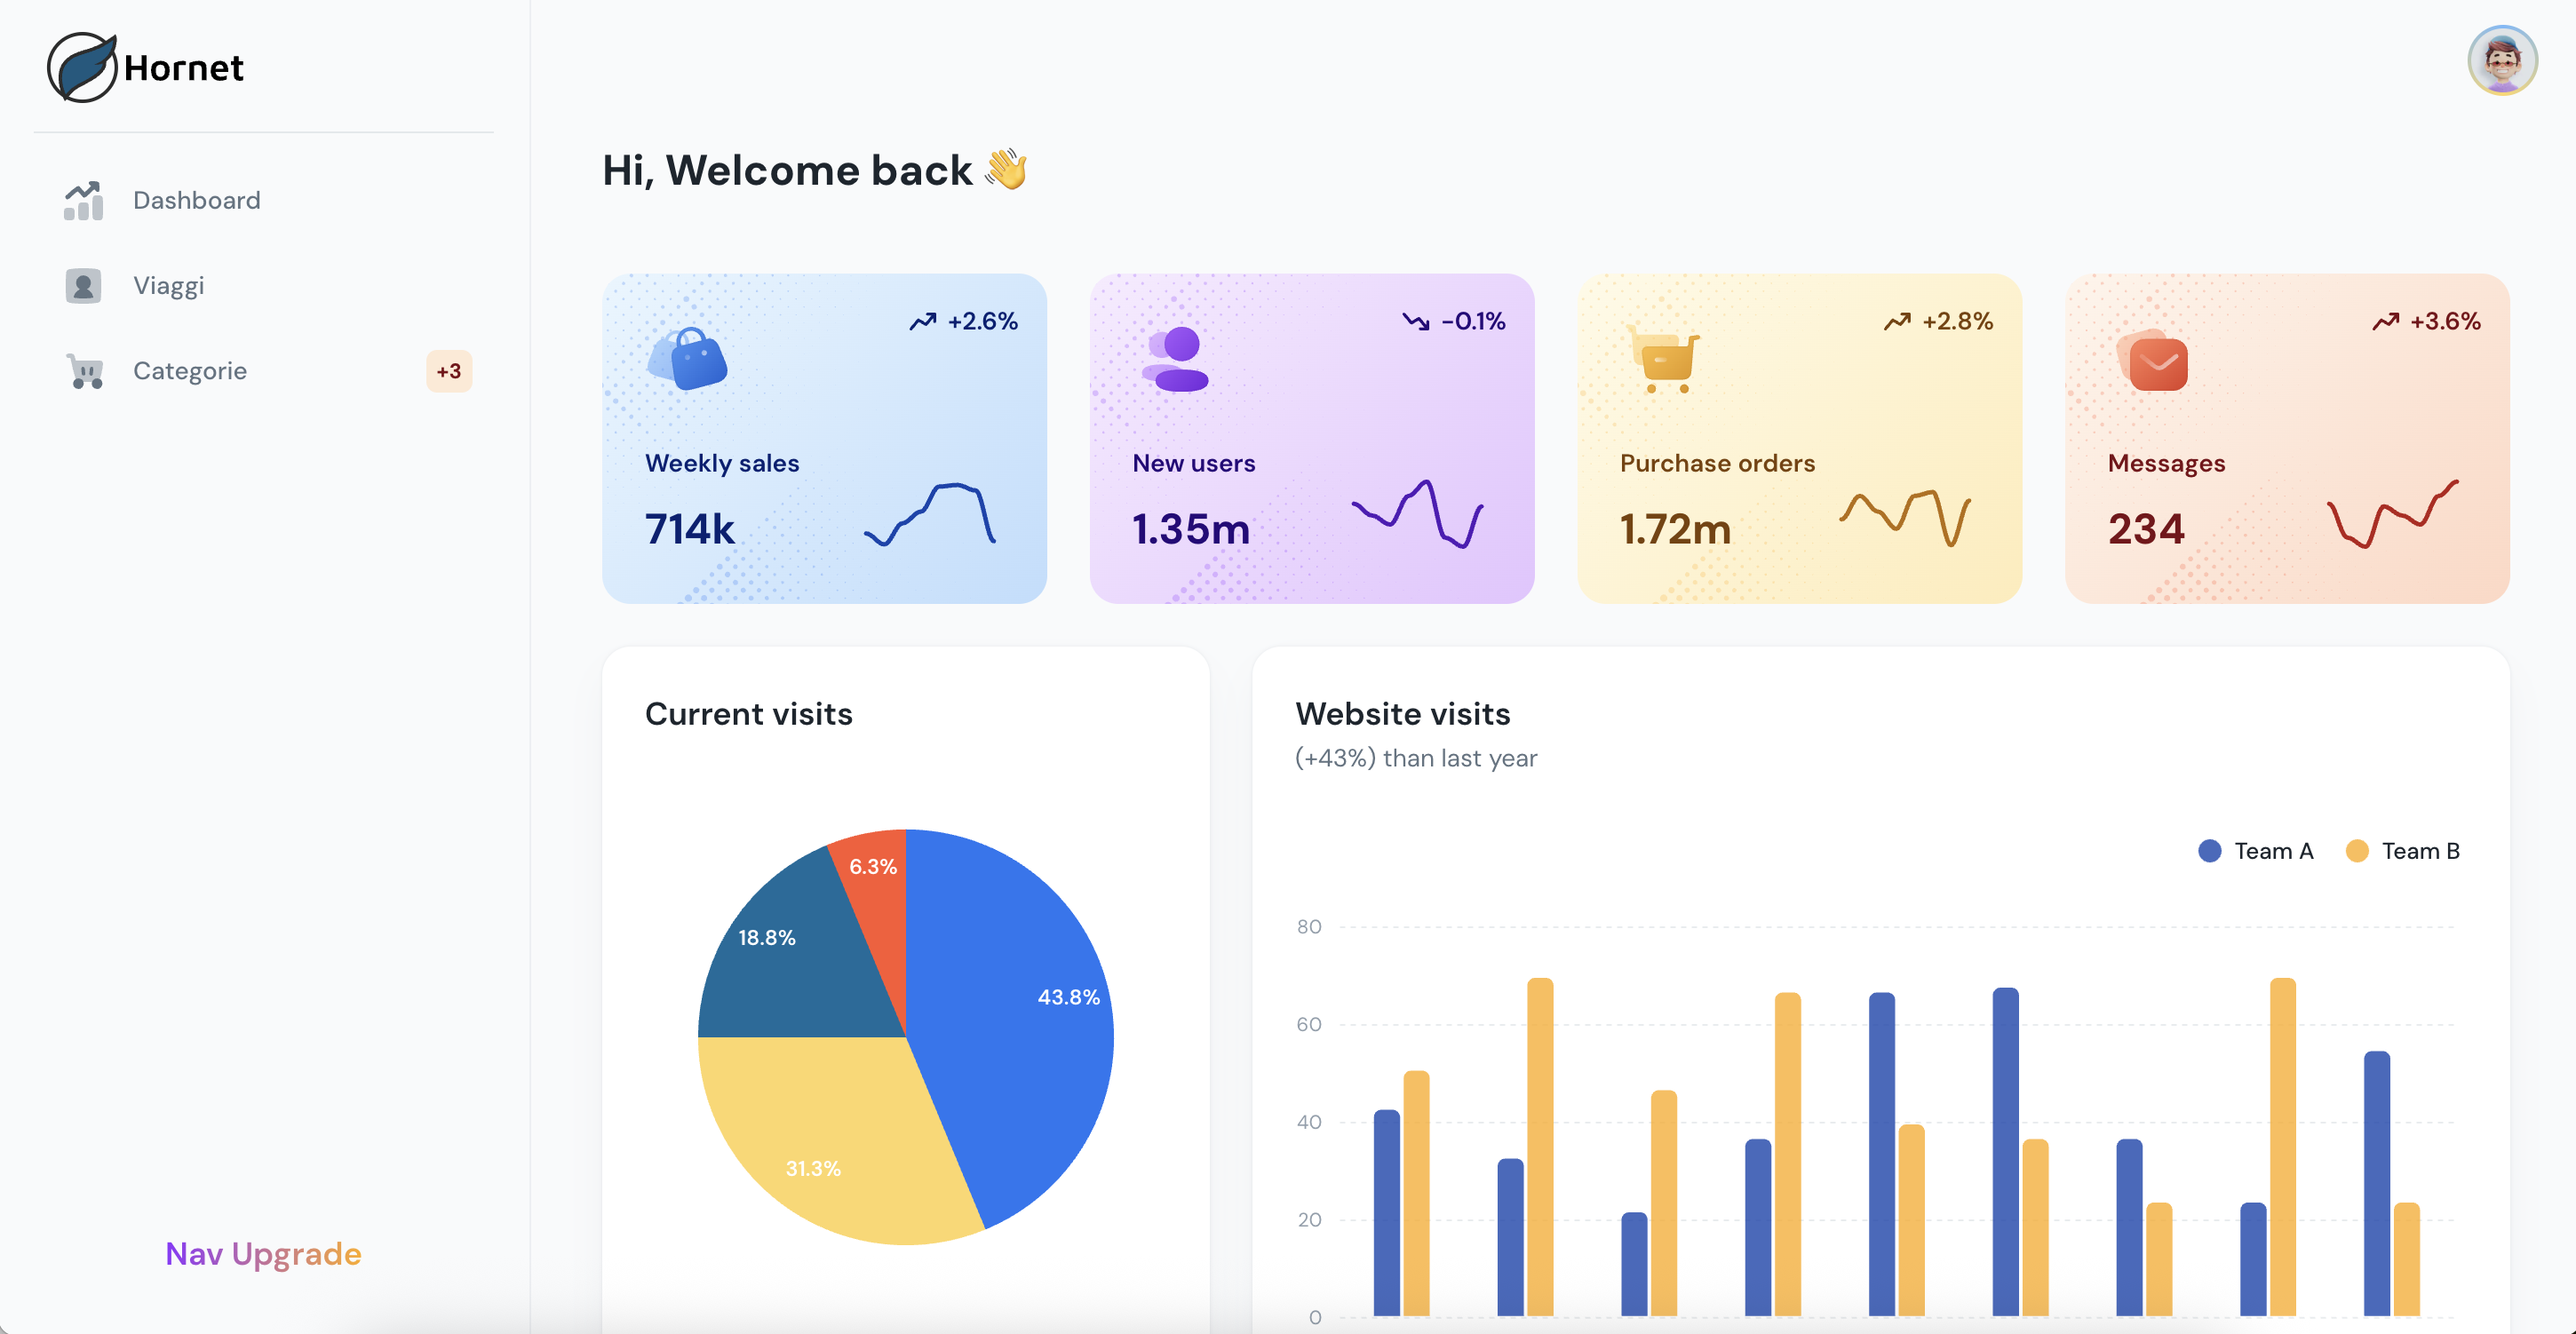 Hornet
Dashboard
Viaggi
Categorie
+3
Nav Upgrade
Hi, Welcome back 👋
+2.6%
Weekly sales
714k
-0.1%
New users
1.35m
+2.8%
Purchase orders
1.72m
+3.6%
Messages
234
Current visits
6.3%
18.8%
43.8%
31.3%
Website visits
(+43%) than last year
Team A
Team B
80
60
40
20
0